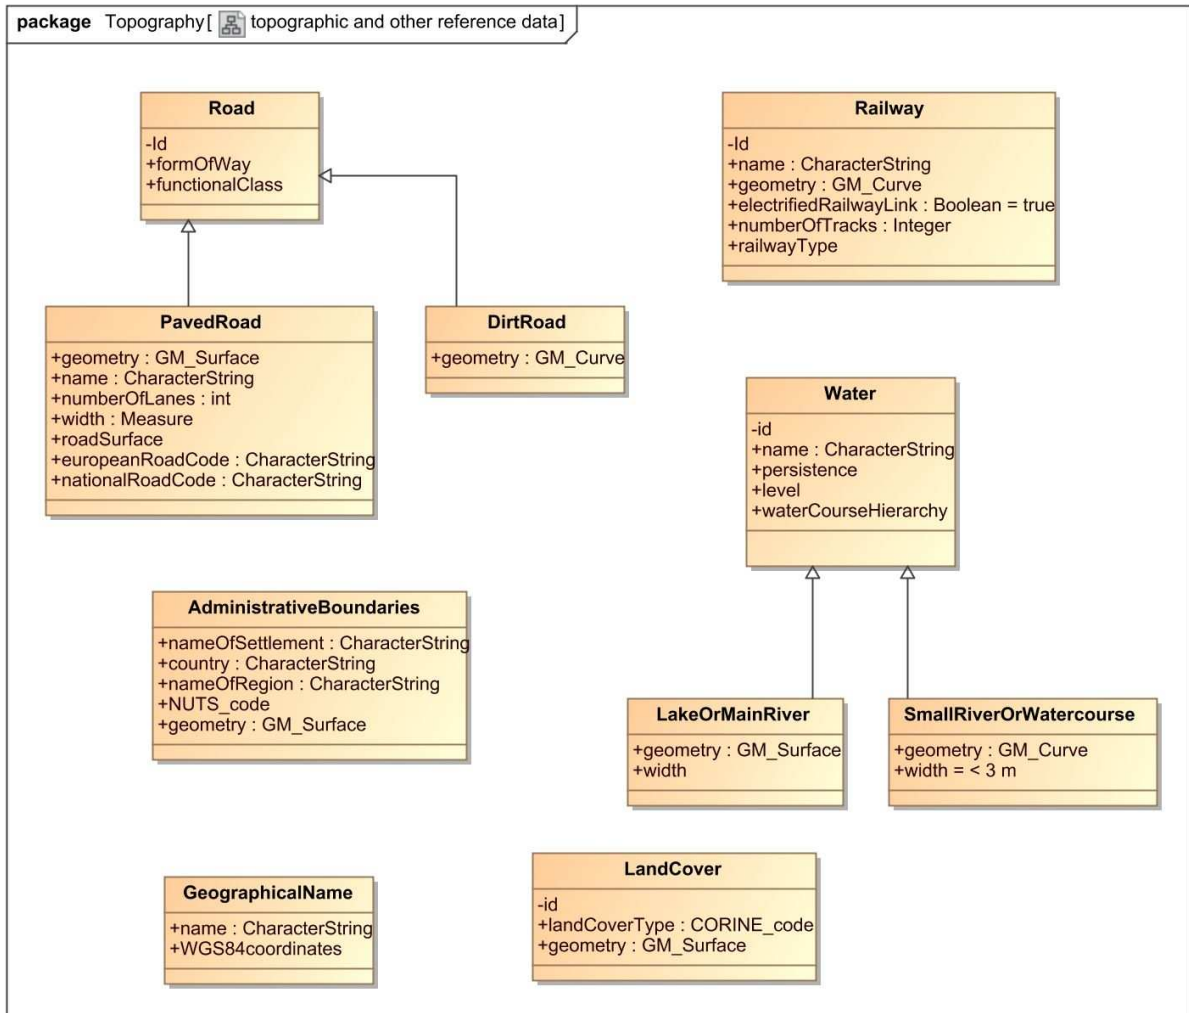 package Topography[ topographic and other reference data]
Road
-Id
+formOfWay
+functionalClass
Railway
-Id
+name : CharacterString
+geometry : GM_Curve
+electrifiedRailwayLink : Boolean = true
+numberOfTracks : Integer
+railwayType
PavedRoad
+geometry : GM_Surface
+name : CharacterString
+numberOfLanes : int
+width : Measure
+roadSurface
+europeanRoadCode : CharacterString
+nationalRoadCode : CharacterString
DirtRoad
+geometry : GM_Curve
Water
-id
+name : CharacterString
+persistence
+level
+waterCourseHierarchy
AdministrativeBoundaries
+nameOfSettlement : CharacterString
+country : CharacterString
+nameOfRegion : CharacterString
+NUTS_code
+geometry : GM_Surface
LakeOrMainRiver
+geometry : GM_Surface
+width
SmallRiverOrWatercourse
+geometry : GM_Curve
+width = < 3 m
GeographicalName
+name : CharacterString
+WGS84coordinates
LandCover
-id
+landCoverType : CORINE_code
+geometry : GM_Surface